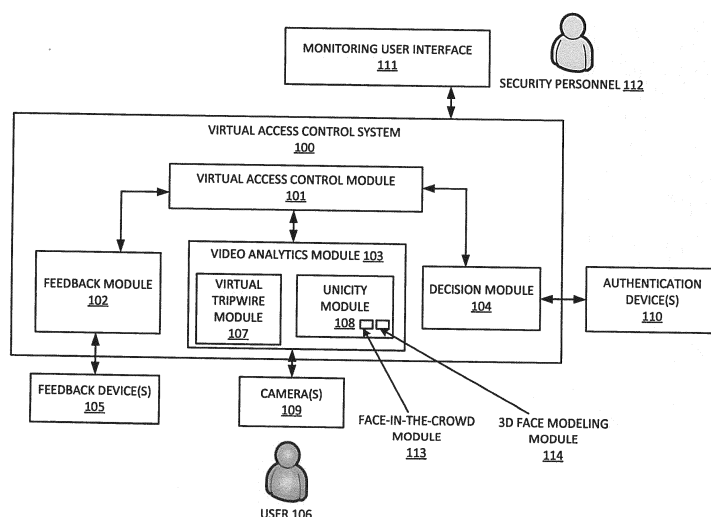 MONITORING USER INTERFACE
111
SECURITY PERSONNEL 112
VIRTUAL ACCESS CONTROL SYSTEM
100
VIRTUAL ACCESS CONTROL MODULE
101
VIDEO ANALYTICS MODULE 103
FEEDBACK MODULE
102
VIRTUAL
TRIPWIRE
MODULE
107
UNICITY
MODULE
108
DECISION MODULE
104
AUTHENTICATION
DEVICE(S)
110
FEEDBACK DEVICE(S)
105
CAMERA(S)
109
FACE-IN-THE-CROWD
MODULE
113
3D FACE MODELING
MODULE
114
USER 106